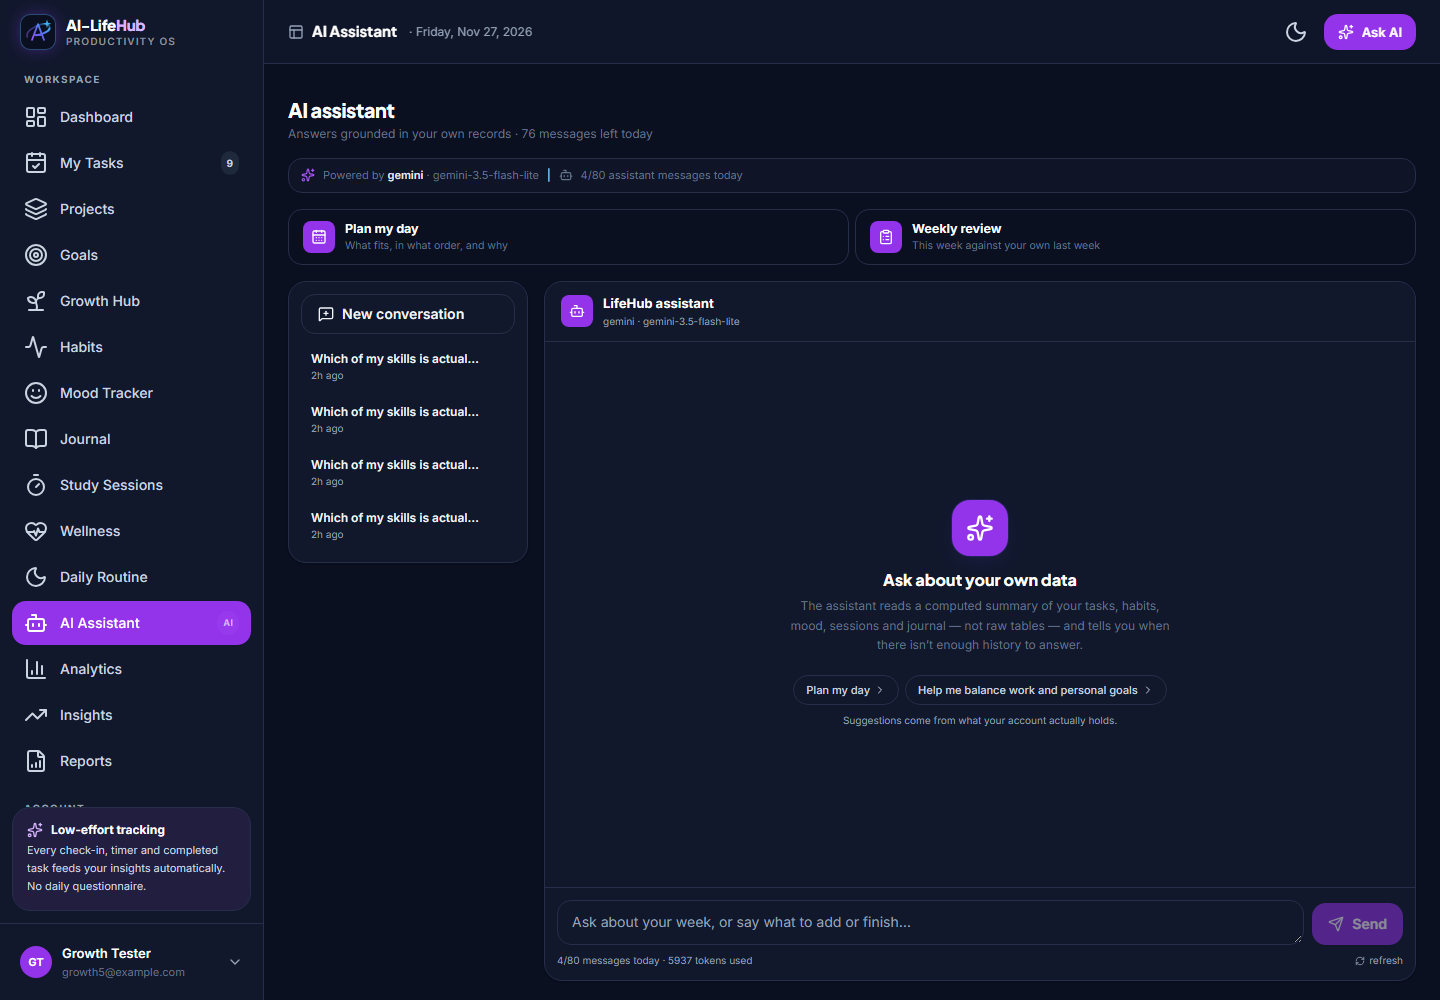 AI-LifeHub
PRODUCTIVITY OS
WORKSPACE
Dashboard
My Tasks
9
Projects
Goals
Growth Hub
Habits
Mood Tracker
Journal
Study Sessions
Wellness
Daily Routine
AI Assistant
AI
Analytics
Insights
Reports
ACCOUNT
Low-effort tracking
Every check-in, timer and completed
task feeds your insights automatically.
No daily questionnaire.
GT
Growth Tester
growth5@example.com
AI Assistant · Friday, Nov 27, 2026
Ask AI
AI assistant
Answers grounded in your own records · 76 messages left today
Powered by gemini · gemini-3.5-flash-lite | 4/80 assistant messages today
Plan my day
What fits, in what order, and why
Weekly review
This week against your own last week
New conversation
Which of my skills is actual...
2h ago
Which of my skills is actual...
2h ago
Which of my skills is actual...
2h ago
Which of my skills is actual...
2h ago
LifeHub assistant
gemini · gemini-3.5-flash-lite
Ask about your own data
The assistant reads a computed summary of your tasks, habits,
mood, sessions and journal — not raw tables — and tells you when
there isn't enough history to answer.
Plan my day
Help me balance work and personal goals
Suggestions come from what your account actually holds.
Ask about your week, or say what to add or finish...
Send
4/80 messages today · 5937 tokens used
refresh